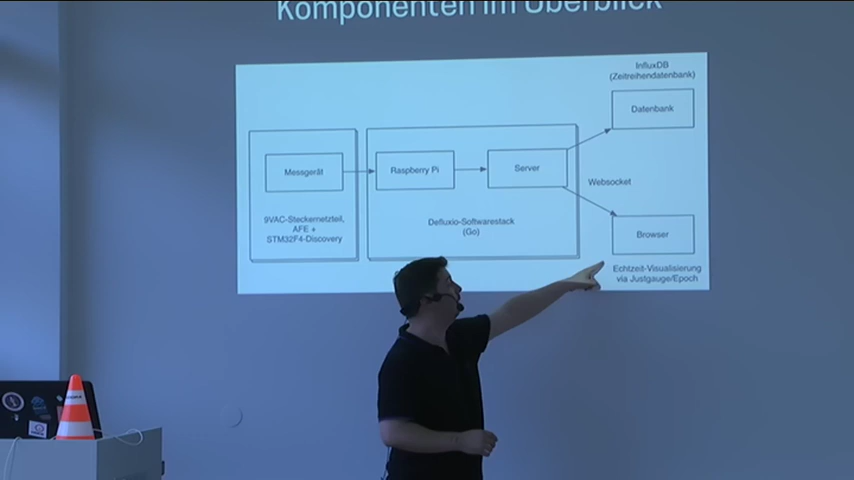 Komponenten im Überblick
InfluxDB
(Zeitreihendatenbank)
Datenbank
Messgerät
Raspberry Pi
Server
Websocket
9VAC-Steckernetzteil,
AFE +
STM32F4-Discovery
Defluxio-Softwarestack
(Go)
Browser
Echtzeit-Visualisierung
via Justgauge/Epoch